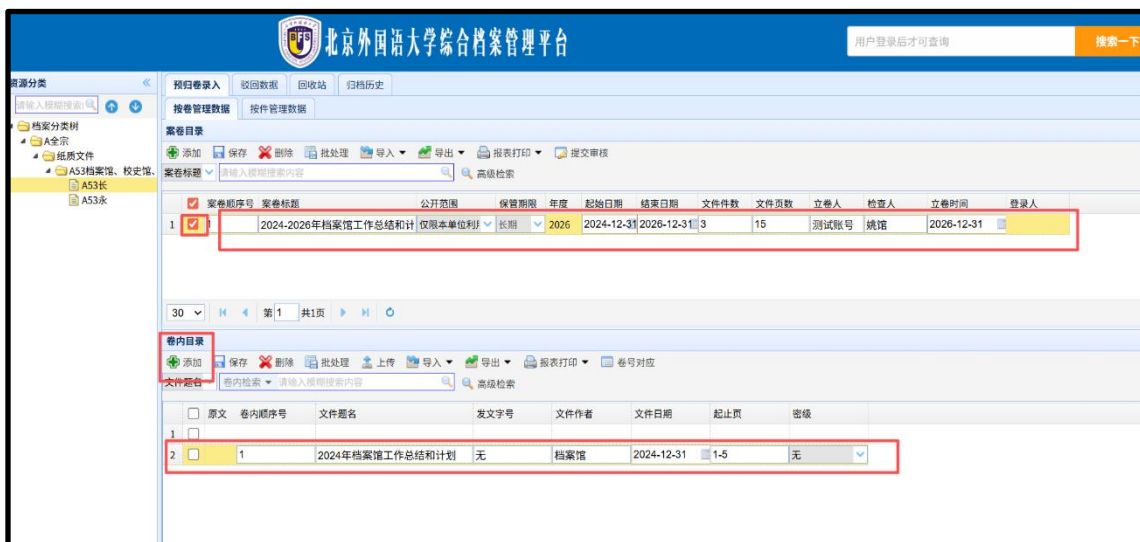 北京外国语大学综合档案管理平台
用户登录后才可查询 搜索一下
资源分类 预归卷录入 驳回数据 回收站 归档历史
请输入模糊搜索 按卷管理数据 按件管理数据
档案分类树 案卷目录
A全宗 添加 保存 删除 批处理 导入 导出 报表打印 提交审核
纸质文件
A53档案馆、校史馆、 案卷标题 请输入模糊搜索内容 高级检索
A53长
A53永 案卷顺序号 案卷标题 公开范围 保管期限 年度 起始日期 结束日期 文件件数 文件页数 立卷人 检查人 立卷时间 登录人
1 1 2024-2026年档案馆工作总结和计 仅限本单位利 长期 2026 2024-12-31 2026-12-31 3 15 测试账号 姚馆 2026-12-31
30 第 1 共1页
卷内目录
添加 保存 删除 批处理 上传 导入 导出 报表打印 卷号对应
文件题名 卷内检索 请输入模糊搜索内容 高级检索
原文 卷内顺序号 文件题名 发文字号 文件作者 文件日期 起止页 密级
1
2 1 2024年档案馆工作总结和计划 无 档案馆 2024-12-31 1-5 无